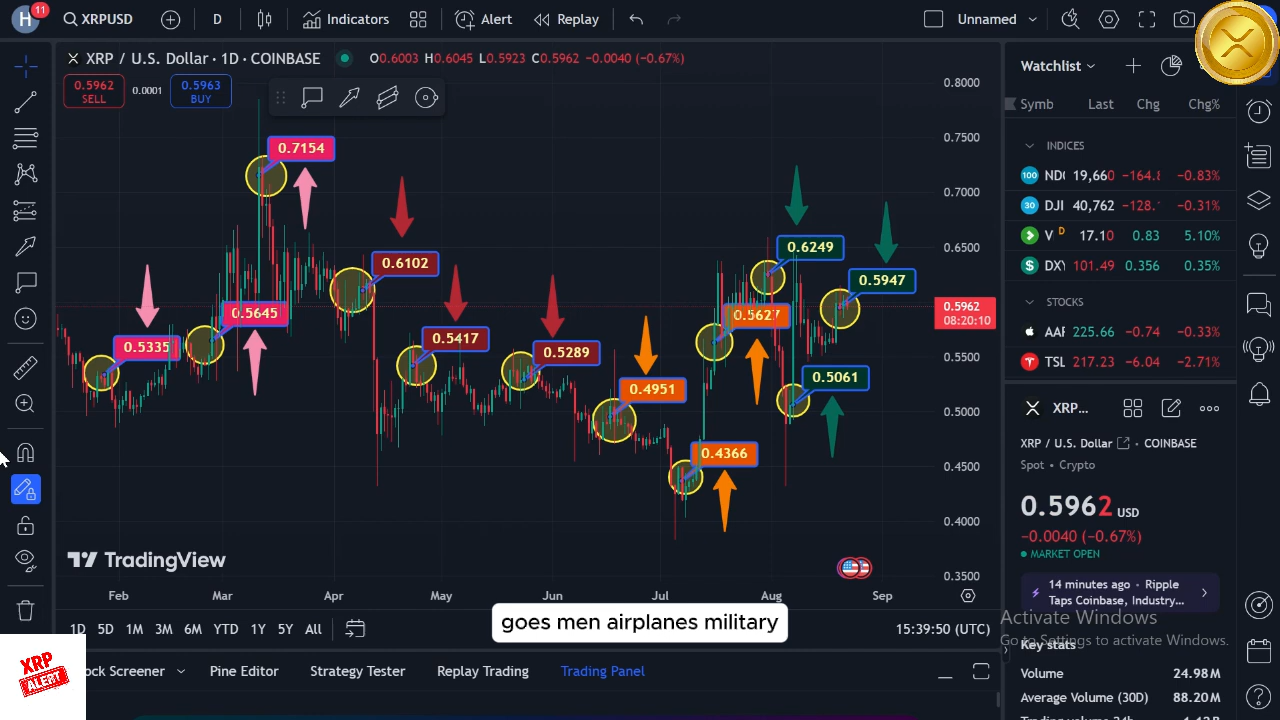 H
11
XRPUSD
D
Indicators
Alert
Replay
Unnamed
XRP / U.S. Dollar · 1D · COINBASE
O0.6003 H0.6045 L0.5923 C0.5962 −0.0040 (−0.67%)
0.5962
SELL
0.0001
0.5963
BUY
0.7154
0.6102
0.6249
0.5947
0.5645
0.5627
0.5335
0.5417
0.5289
0.4951
0.5061
0.4366
0.8000
0.7500
0.7000
0.6500
0.5962
08:20:10
0.5500
0.5000
0.4500
0.4000
0.3500
TradingView
Feb Mar Apr May Jun Jul Aug Sep
1D 5D 1M 3M 6M YTD 1Y 5Y All
15:39:50 (UTC)
goes men airplanes military
XRP
ALERT
ock Screener
Pine Editor
Strategy Tester
Replay Trading
Trading Panel
Watchlist
Symb Last Chg Chg%
INDICES
100 19,660 −0.83%
30 DJI 40,762 −128. −0.31%
V D 17.10 0.83 5.10%
$ 101.49 0.356 0.35%
STOCKS
225.66 −0.74 −0.33%
TSL 217.23 −6.04 −2.71%
XRP...
XRP / U.S. Dollar · COINBASE
Spot · Crypto
0.5962 USD
−0.0040 (−0.67%)
MARKET OPEN
14 minutes ago · Ripple
Taps Coinbase, Industry...
Activate Windows
Go to Settings to activate Windows.
Key stats
Volume 24.98M
Average Volume (30D) 88.20M